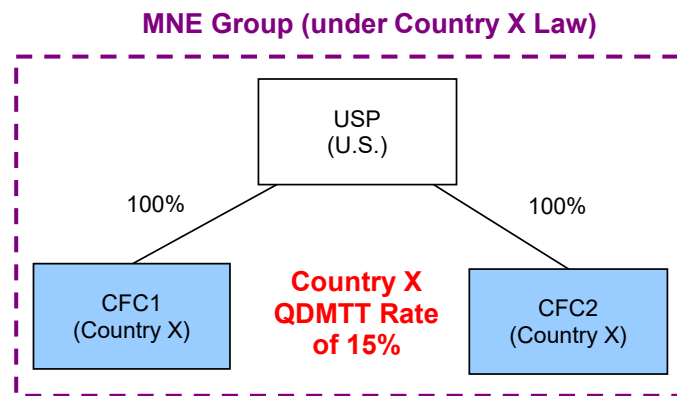 MNE Group (under Country X Law)
USP
(U.S.)
100%
100%
CFC1
(Country X)
Country X
QDMTT Rate
of 15%
CFC2
(Country X)